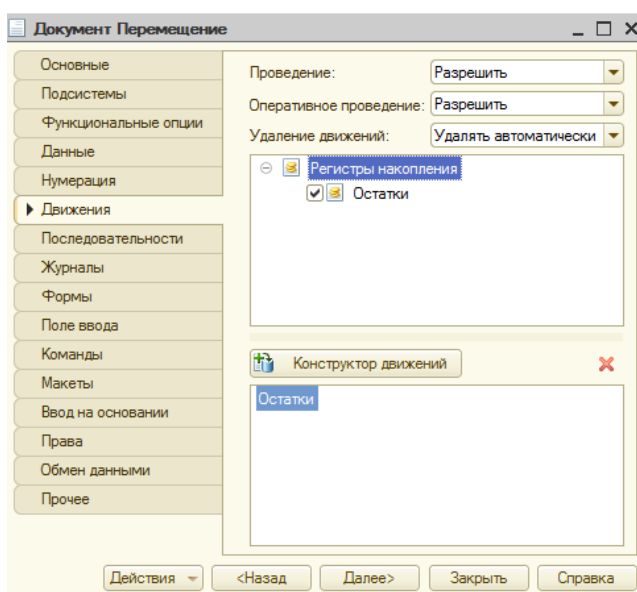 Документ Перемещение
Основные
Подсистемы
Функциональные опции
Данные
Нумерация
Движения
Последовательности
Журналы
Формы
Поле ввода
Команды
Макеты
Ввод на основании
Права
Обмен данными
Прочее
Проведение: Разрешить
Оперативное проведение: Разрешить
Удаление движений: Удалять автоматически
Регистры накопления
Остатки
Конструктор движений
Остатки
Действия <Назад Далее> Закрыть Справка